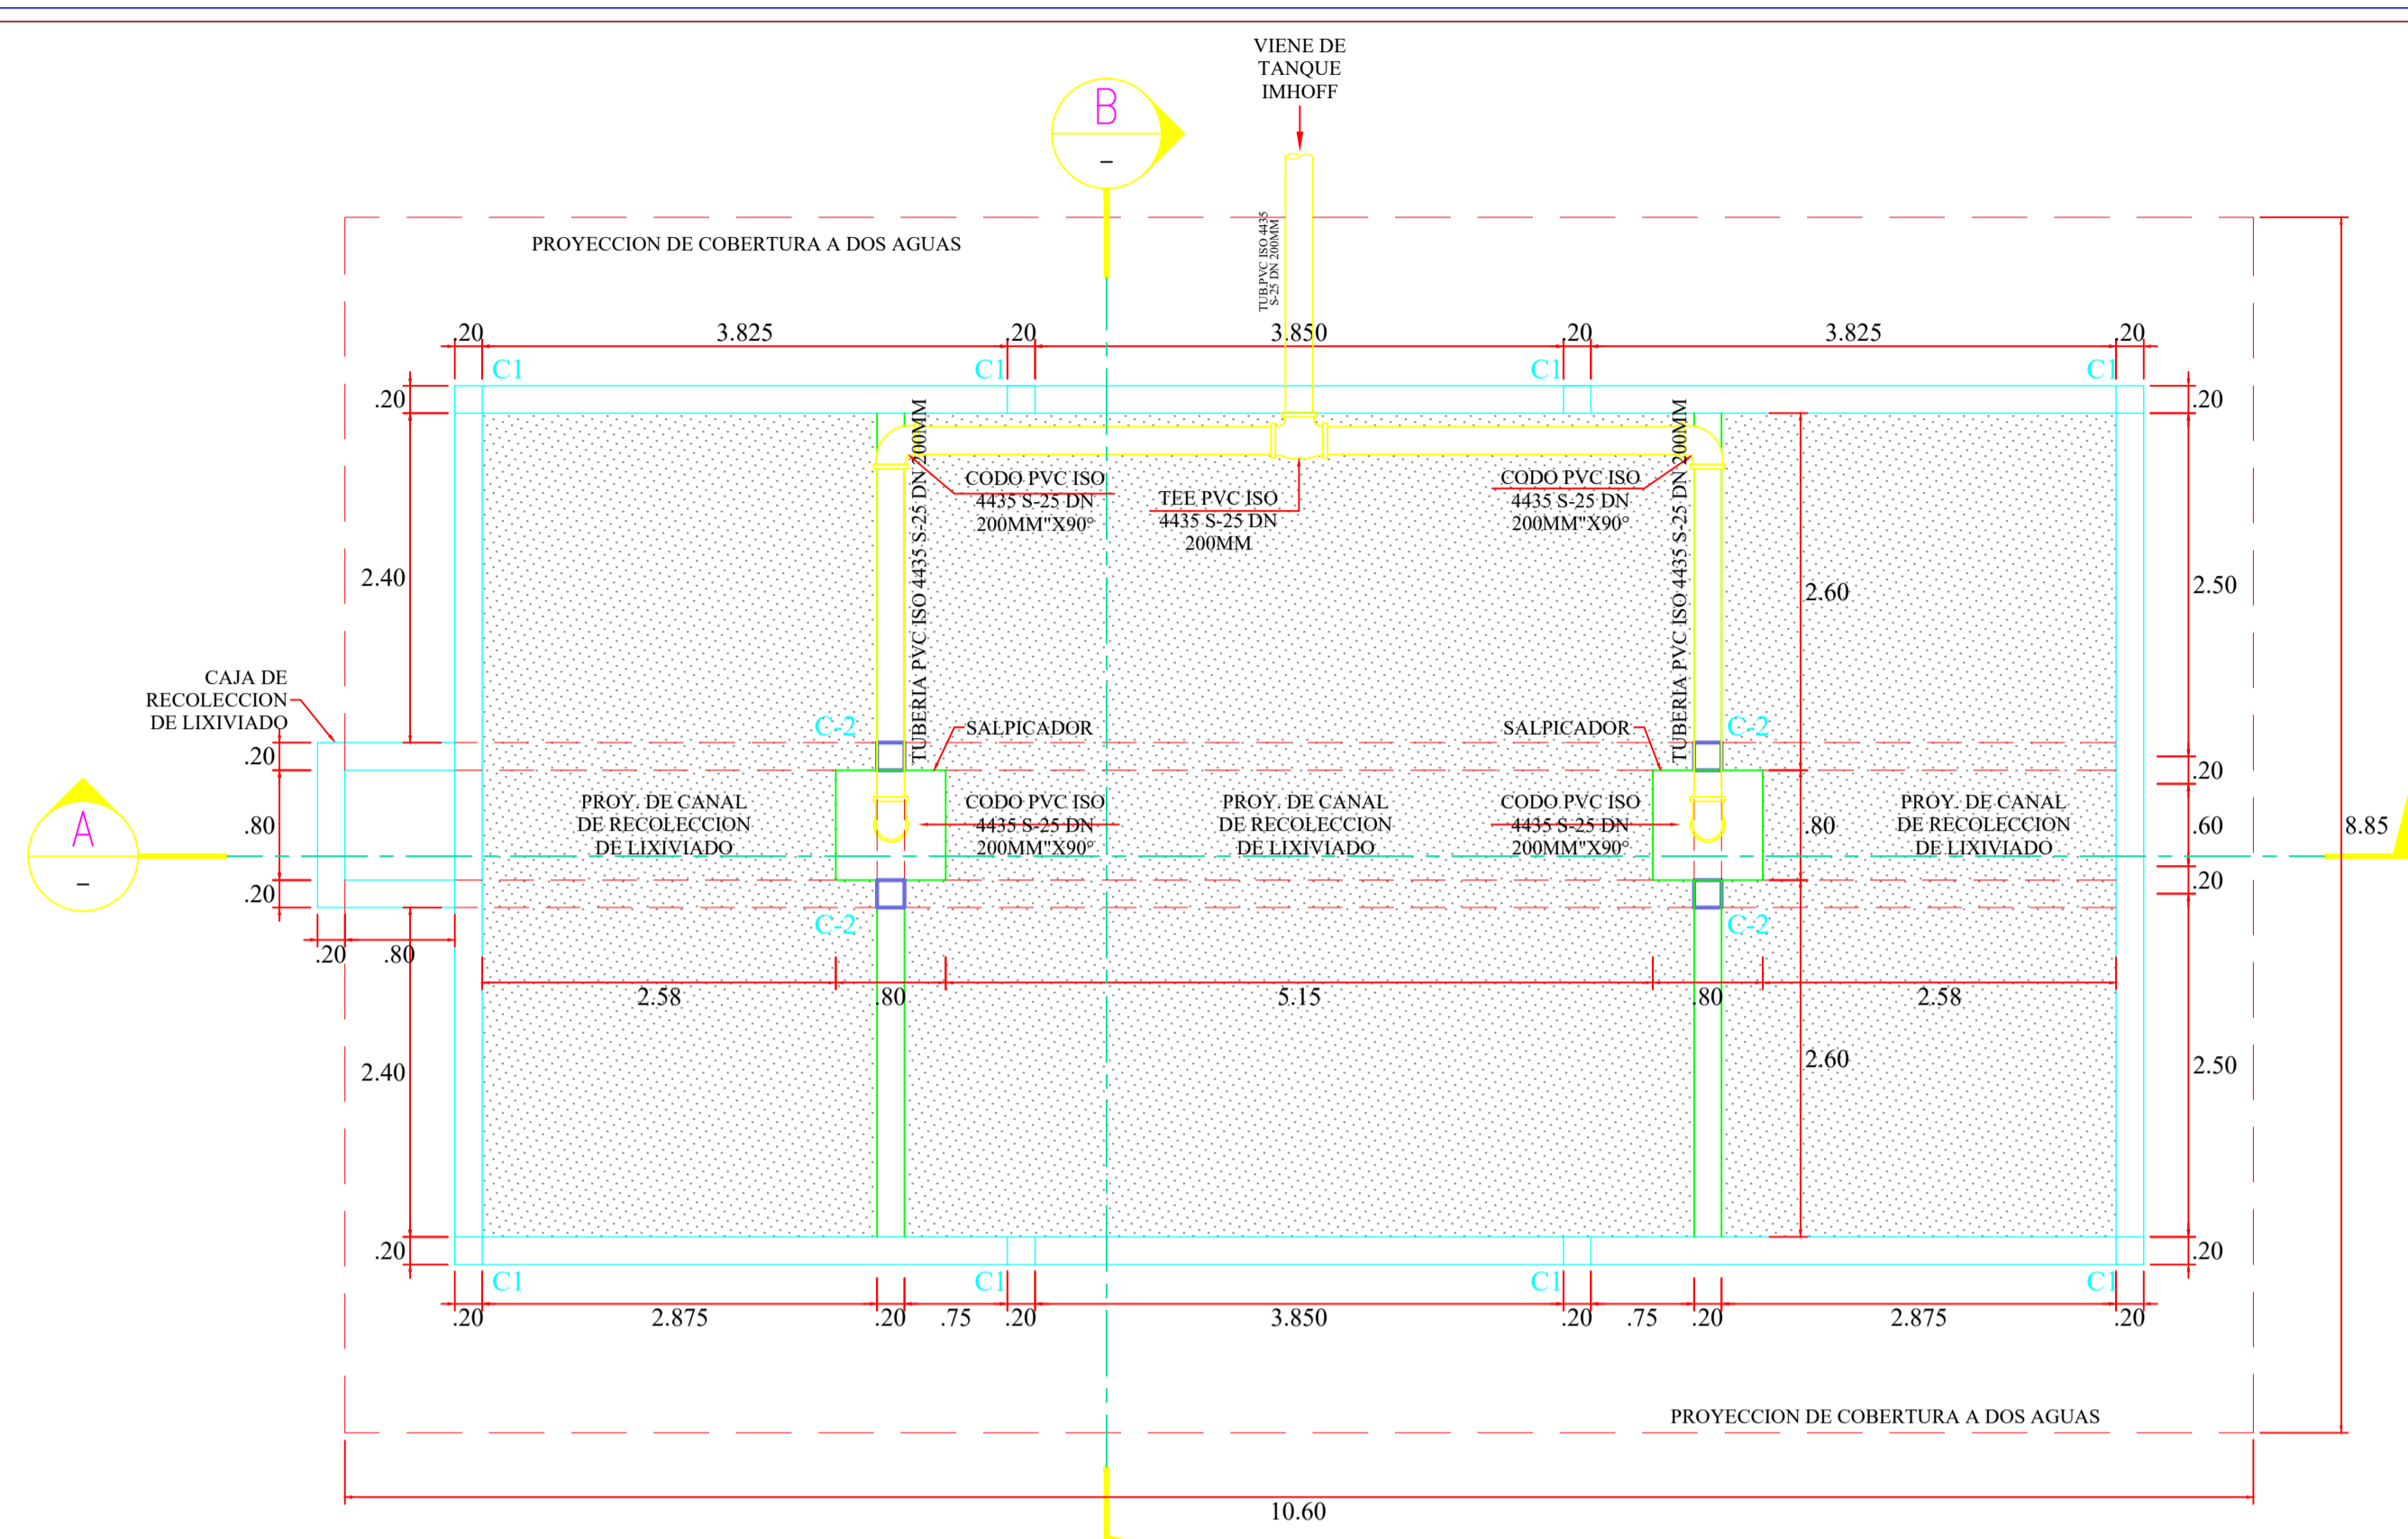 VIENE DE
TANQUE
IMHOFF
B
-
PROYECCION DE COBERTURA A DOS AGUAS
TUB.PVC ISO 4435
S-25 DN 200MM
.20
3.825
.20
3.850
.20
3.825
.20
C1
C1
C1
C1
.20
.20
TUBERIA PVC ISO 4435 S-25 DN 200MM
TUBERIA PVC ISO 4435 S-25 DN 200MM
CODO PVC ISO
4435 S-25 DN
200MM"X90°
TEE PVC ISO
4435 S-25 DN
200MM
CODO PVC ISO
4435 S-25 DN
200MM"X90°
2.40
2.60
2.50
CAJA DE
RECOLECCION
DE LIXIVIADO
C-2
SALPICADOR
SALPICADOR
C-2
.20
.20
A
-
.80
PROY. DE CANAL
DE RECOLECCION
DE LIXIVIADO
CODO PVC ISO
4435 S-25 DN
200MM"X90°
PROY. DE CANAL
DE RECOLECCION
DE LIXIVIADO
CODO PVC ISO
4435 S-25 DN
200MM"X90°
.80
PROY. DE CANAL
DE RECOLECCION
DE LIXIVIADO
.60
8.85
.20
.20
C-2
C-2
.20
.80
2.58
.80
5.15
.80
2.58
2.40
2.60
2.50
.20
.20
C1
C1
C1
C1
.20
2.875
.20
.75
.20
3.850
.20
.75
.20
2.875
.20
PROYECCION DE COBERTURA A DOS AGUAS
10.60